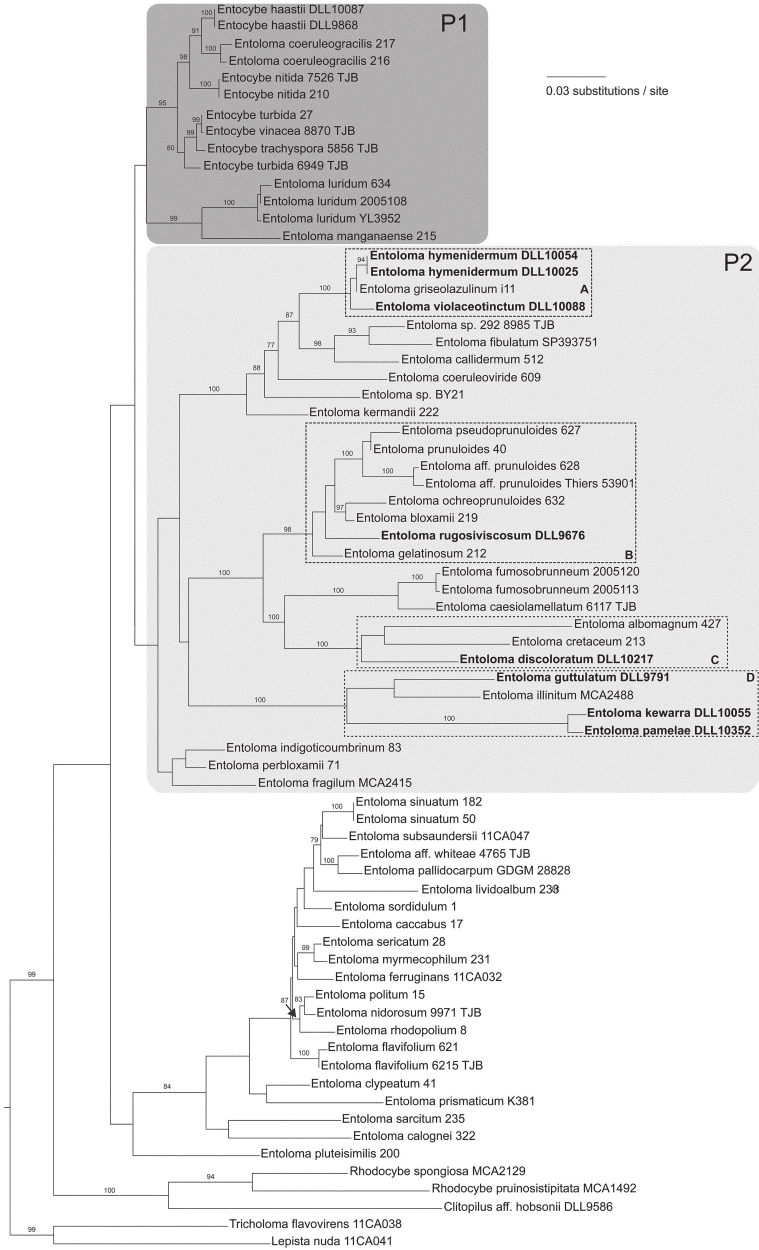 P1
Entocybe haastii DLL10087
Entocybe haastii DLL9868
91
100
Entoloma coeruleogracilis 217
98
100
Entoloma coeruleogracilis 216
0.03 substitutions / site
Entocybe nitida 7526 TJB
100
Entocybe nitida 210
95
Entocybe turbida 27
99
Entocybe vinacea 8870 TJB
99
80
Entocybe trachyspora 5856 TJB
Entocybe turbida 6949 TJB
Entoloma luridum 634
100
Entoloma luridum 2005108
99
Entoloma luridum YL3952
Entoloma manganaense 215
P2
Entoloma hymenidermum DLL10054
94
Entoloma hymenidermum DLL10025
100
Entoloma griseolazulinum i11
A
Entoloma violaceotinctum DLL10088
87
Entoloma sp. 292 8985 TJB
93
Entoloma fibulatum SP393751
98
77
Entoloma callidermum 512
88
Entoloma coeruleoviride 609
100
Entoloma sp. BY21
Entoloma kermandii 222
Entoloma pseudoprunuloides 627
100
Entoloma prunuloides 40
Entoloma aff. prunuloides 628
100
Entoloma aff. prunuloides Thiers 53901
Entoloma ochreoprunuloides 632
97
Entoloma bloxamii 219
98
Entoloma rugosiviscosum DLL9676
Entoloma gelatinosum 212
B
100
Entoloma fumosobrunneum 2005120
100
Entoloma fumosobrunneum 2005113
Entoloma caesiolamellatum 6117 TJB
100
Entoloma albomagnum 427
100
Entoloma cretaceum 213
Entoloma discoloratum DLL10217
C
Entoloma guttulatum DLL9791
D
Entoloma illinitum MCA2488
100
Entoloma kewarra DLL10055
100
Entoloma pamelae DLL10352
Entoloma indigoticoumbrinum 83
Entoloma perbloxamii 71
Entoloma fragilum MCA2415
Entoloma sinuatum 182
100
Entoloma sinuatum 50
79
Entoloma subsaundersii 11CA047
Entoloma aff. whiteae 4765 TJB
100
Entoloma pallidocarpum GDGM 28828
Entoloma lividoalbum
Entoloma sordidulum 1
Entoloma caccabus 17
Entoloma sericatum 28
99
Entoloma myrmecophilum 231
Entoloma ferruginans 11CA032
99
Entoloma politum 15
87
83
Entoloma nidorosum 9971 TJB
Entoloma rhodopolium 8
Entoloma flavifolium 621
100
Entoloma flavifolium 6215 TJB
Entoloma clypeatum 41
84
Entoloma prismaticum K381
Entoloma sarcitum 235
Entoloma calognei 322
Entoloma pluteisimilis 200
Rhodocybe spongiosa MCA2129
94
Rhodocybe pruinosistipitata MCA1492
100
Clitopilus aff. hobsonii DLL9586
Tricholoma flavovirens 11CA038
99
Lepista nuda 11CA041